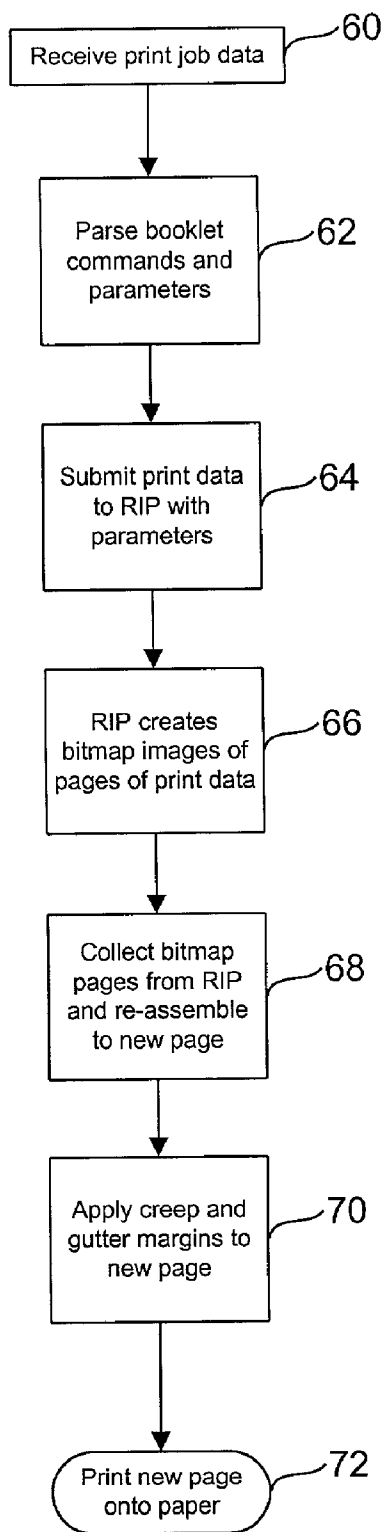 Receive print job data
60
Parse booklet
commands and
parameters
62
Submit print data
to RIP with
parameters
64
RIP creates
bitmap images of
pages of print data
66
Collect bitmap
pages from RIP
and re-assemble
to new page
68
Apply creep and
gutter margins to
new page
70
Print new page
onto paper
72